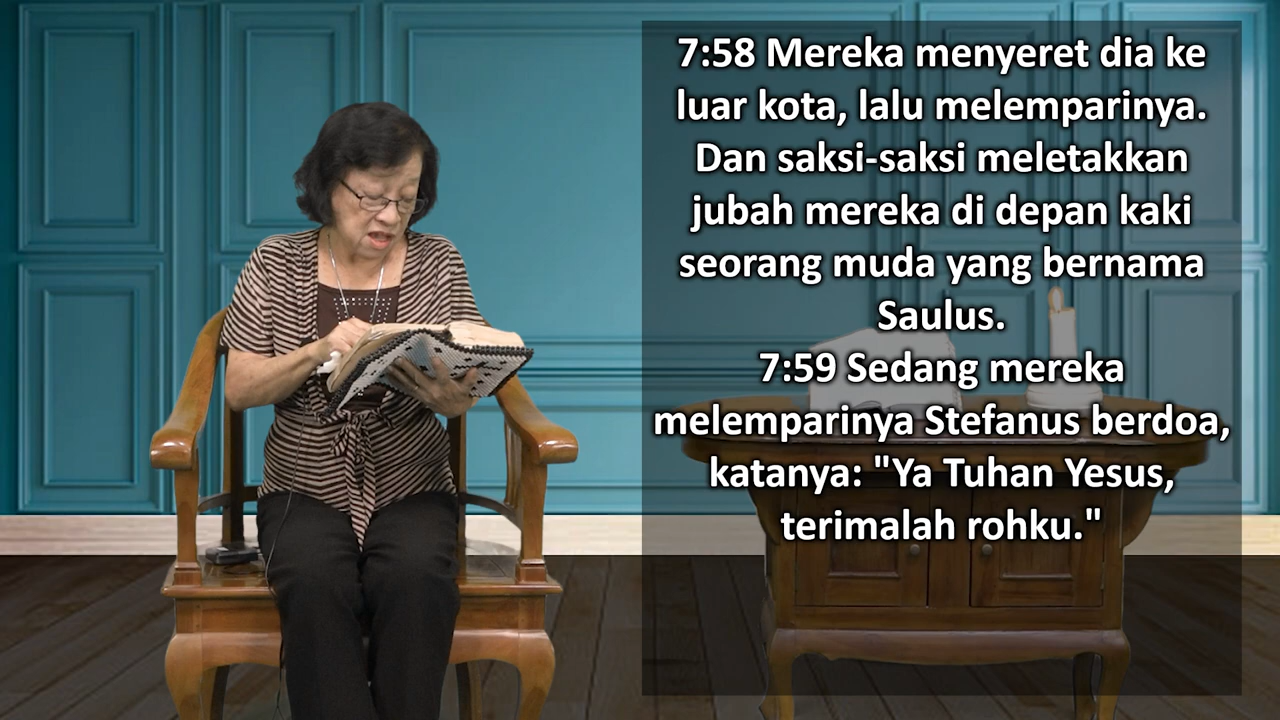 7:58 Mereka menyeret dia ke
luar kota, lalu melemparinya.
Dan saksi-saksi meletakkan
jubah mereka di depan kaki
seorang muda yang bernama
Saulus.
7:59 Sedang mereka
melemparinya Stefanus berdoa,
katanya: "Ya Tuhan Yesus,
terimalah rohku."